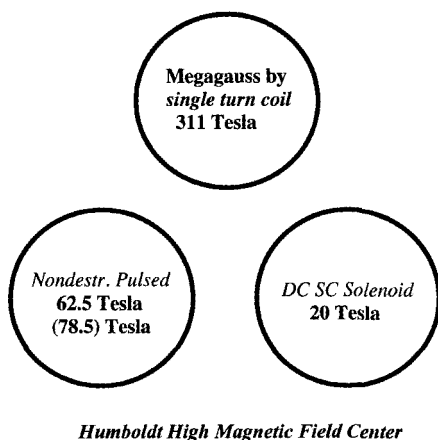 Megagauss by
single turn coil
311 Tesla
Nondestr. Pulsed
62.5 Tesla
(78.5) Tesla
DC SC Solenoid
20 Tesla
Humboldt High Magnetic Field Center